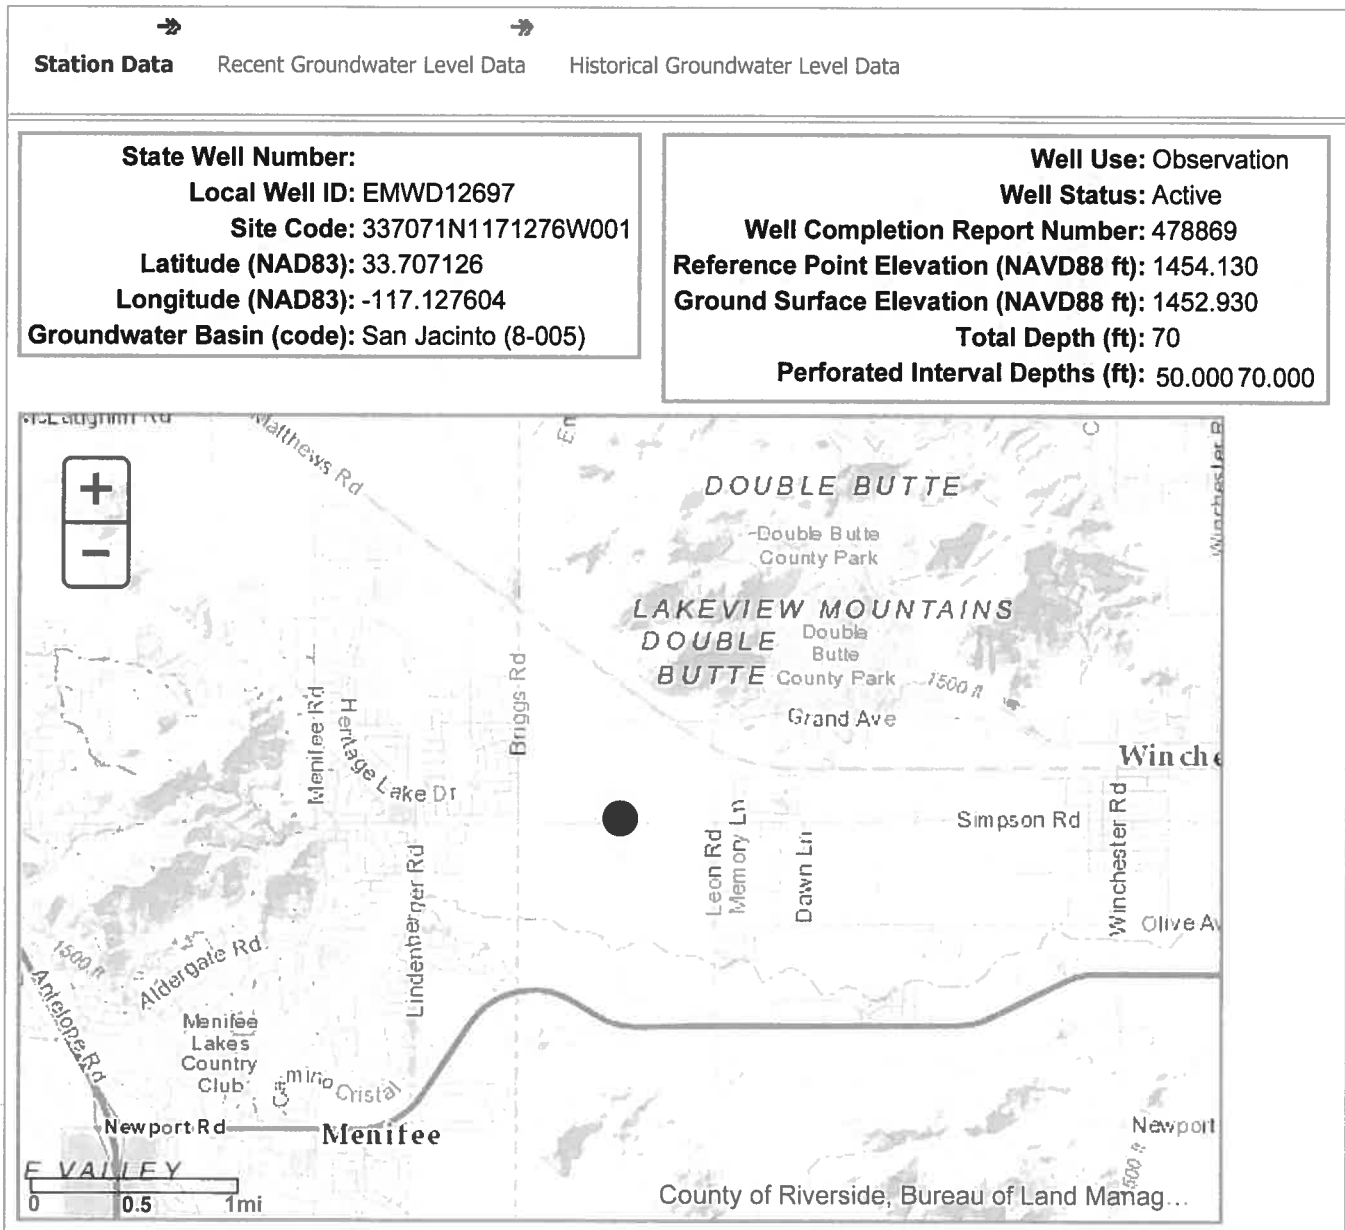 Station Data Recent Groundwater Level Data Historical Groundwater Level Data
State Well Number:
Local Well ID: EMWD12697
Site Code: 337071N1171276W001
Latitude (NAD83): 33.707126
Longitude (NAD83): -117.127604
Groundwater Basin (code): San Jacinto (8-005)
Well Use: Observation
Well Status: Active
Well Completion Report Number: 478869
Reference Point Elevation (NAVD88 ft): 1454.130
Ground Surface Elevation (NAVD88 ft): 1452.930
Total Depth (ft): 70
Perforated Interval Depths (ft): 50.000 70.000
Matthews Rd
Em
C
Winchester R
+
−
DOUBLE BUTTE
Double Butte
County Park
LAKEVIEW MOUNTAINS
DOUBLE
BUTTE
Double
Butte
County Park
1500 ft
Grand Ave
Briggs Rd
Menifee Rd
Heritage Lake Dr
Winche
Simpson Rd
Winchester Rd
Leon Rd
Memory Ln
Dawn Ln
Lindenberger Rd
Olive Av
1500 ft
Aldergate Rd
Antelope Rd
Menifee
Lakes
Country
Club
Camino Cristal
Newport Rd
Menifee
Newport
500 ft
E VALLEY
0 0.5 1mi
County of Riverside, Bureau of Land Manag...